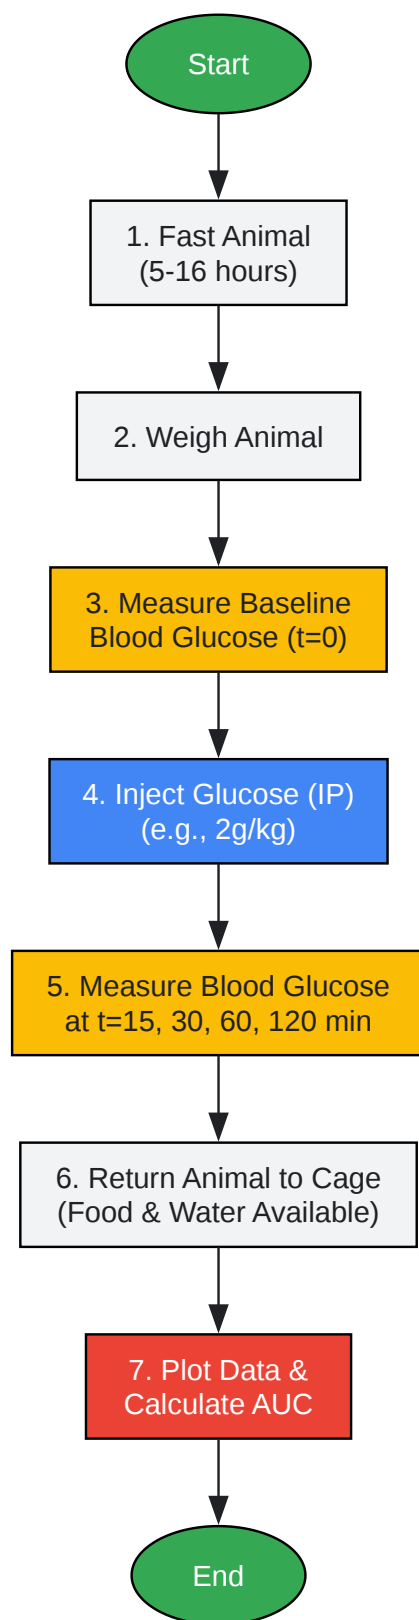 Start
1. Fast Animal
(5-16 hours)
2. Weigh Animal
3. Measure Baseline
Blood Glucose (t=0)
4. Inject Glucose (IP)
(e.g., 2g/kg)
5. Measure Blood Glucose
at t=15, 30, 60, 120 min
6. Return Animal to Cage
(Food & Water Available)
7. Plot Data &
Calculate AUC
End